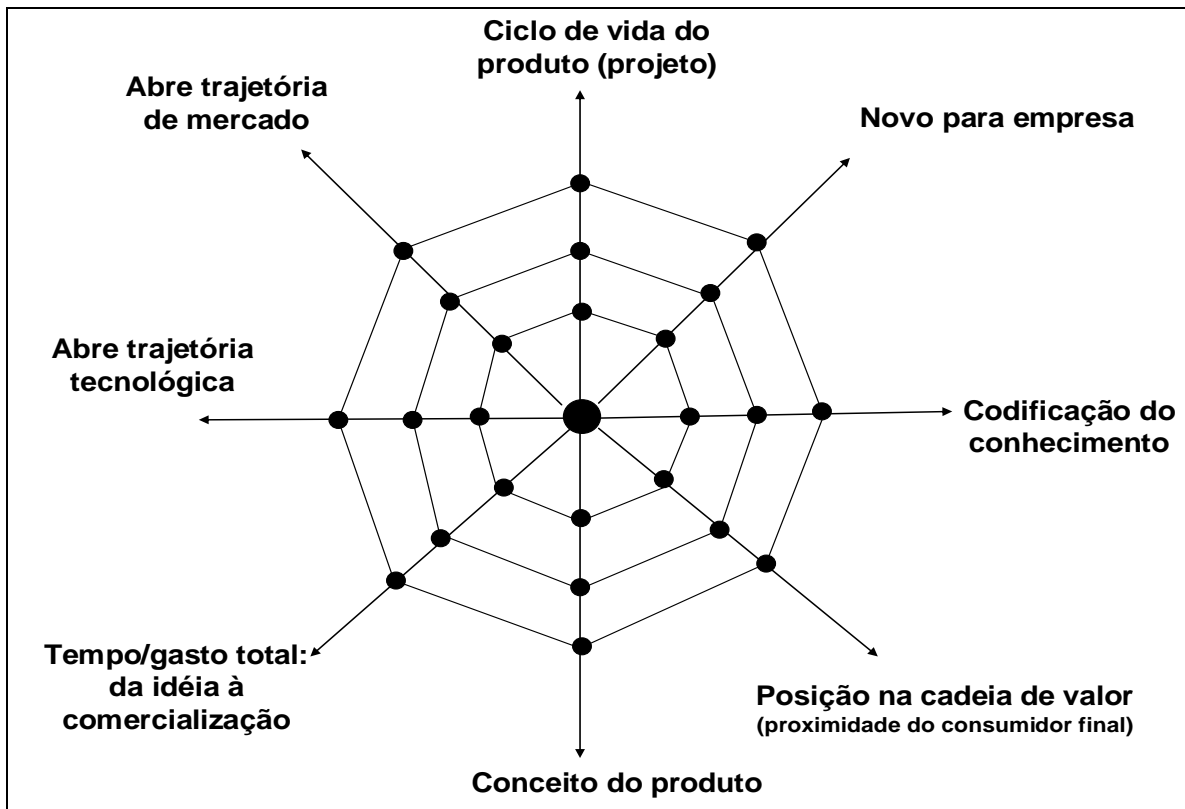 Ciclo de vida do
produto (projeto)
Abre trajetória
de mercado
Novo para empresa
Abre trajetória
tecnológica
Codificação do
conhecimento
Tempo/gasto total:
da idéia à
comercialização
Posição na cadeia de valor
(proximidade do consumidor final)
Conceito do produto